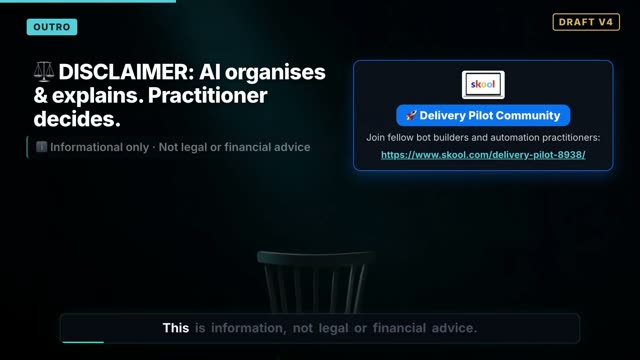 OUTRO
DRAFT V4
⚖️ DISCLAIMER: AI organises
& explains. Practitioner
decides.
ℹ️ Informational only · Not legal or financial advice
skool
🚀 Delivery Pilot Community
Join fellow bot builders and automation practitioners:
https://www.skool.com/delivery-pilot-8938/
This is information, not legal or financial advice.